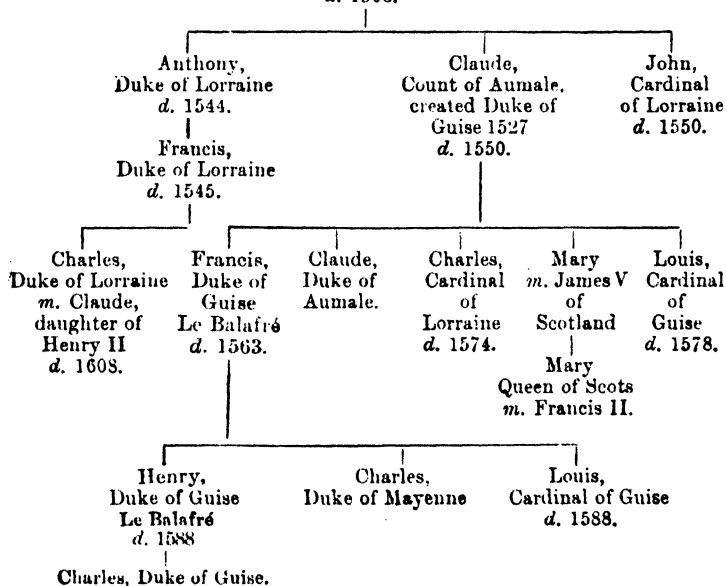 Anthony,
Duke of Lorraine
d. 1544.
Claude,
Count of Aumale,
created Duke of
Guise 1527
d. 1550.
John,
Cardinal
of Lorraine
d. 1550.
Francis,
Duke of Lorraine
d. 1545.
Charles,
Duke of Lorraine
m. Claude,
daughter of
Henry II
d. 1608.
Francis,
Duke of
Guise
Le Balafré
d. 1563.
Claude,
Duke of
Aumale.
Charles,
Cardinal
of
Lorraine
d. 1574.
Mary
m. James V
of
Scotland
Louis,
Cardinal
of
Guise
d. 1578.
Mary
Queen of Scots
m. Francis II.
Henry,
Duke of Guise
Le Balafré
d. 1588
Charles,
Duke of Mayenne
Louis,
Cardinal of Guise
d. 1588.
Charles, Duke of Guise.